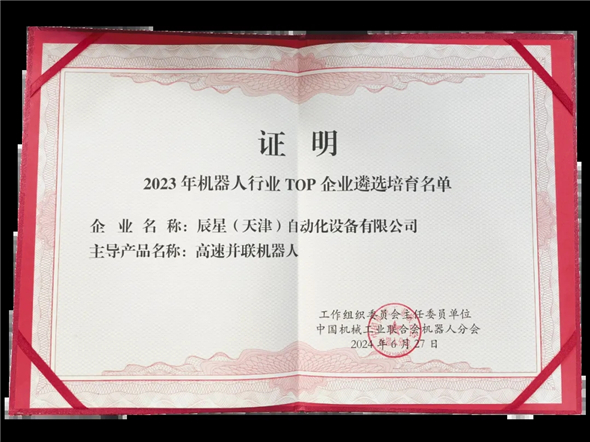 证 明
2023年机器人行业TOP企业遴选培育名单
企 业 名 称：辰星（天津）自动化设备有限公司
主导产品名称：高速并联机器人
工作组织委员会主任委员单位
中国机械工业联合会机器人分会
2024年6月27日